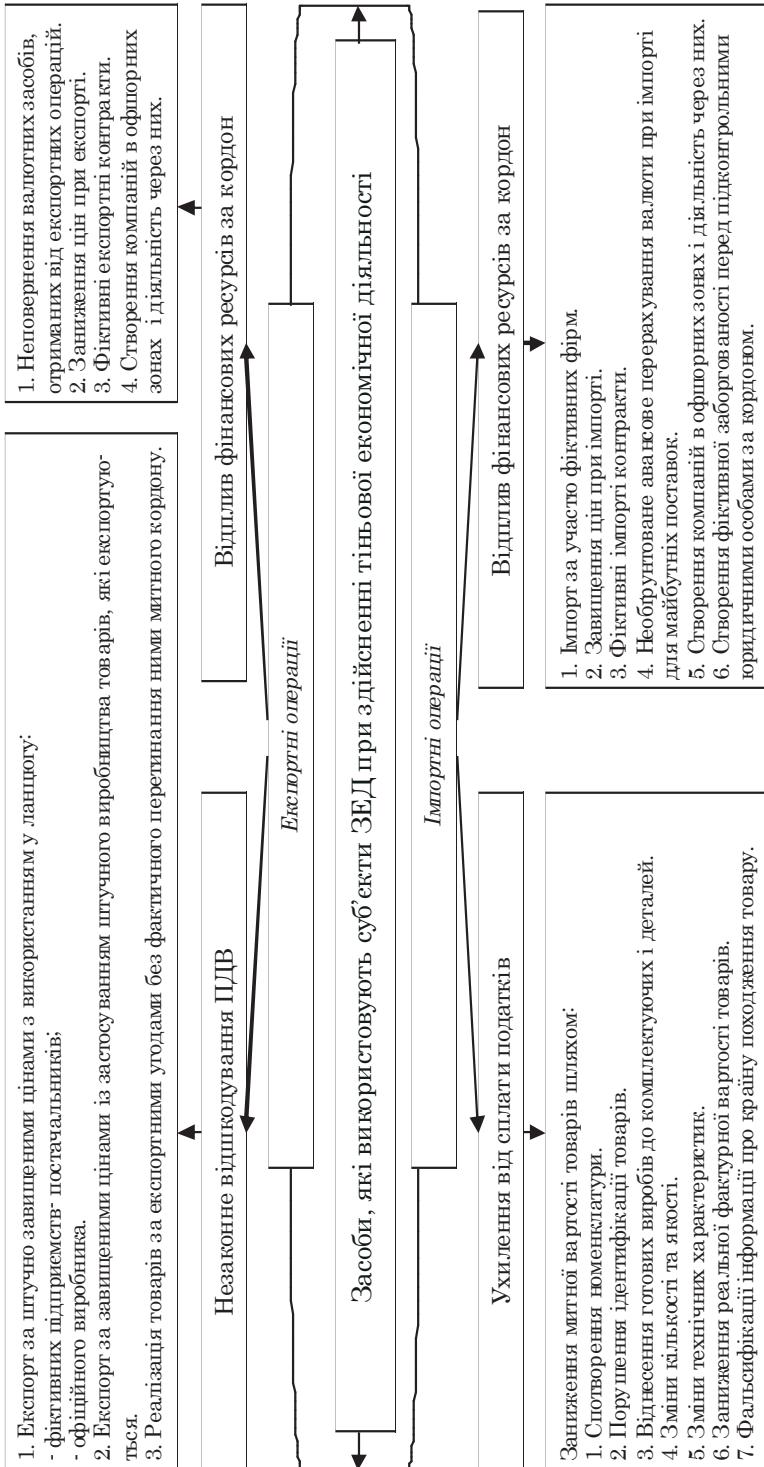 1. Експорт за штучно завищеними цінами з використанням у ланцюгу:
- фіктивних підприємств- постачальників;
- офіційного виробника.
2. Експорт за завищеними цінами із застосуванням штучного виробництва товарів, які експортую-
ться.
3. Реалізація товарів за експортними угодами без фактичного перетинання ними митного кордону.
1. Неповернення валютних засобів,
отриманих від експортних операцій.
2. Заниження цін при експорті.
3. Фіктивні експортні контракти.
4. Створення компаній в офшорних
зонах і діяльність через них.
Незаконне відшкодування ПДВ
Відплив фінансових ресурсів за кордон
Експортні операції
Засоби, які використовують суб’єкти ЗЕД при здійсненні тіньової економічної діяльності
Імпортні операції
Ухилення від сплати податків
Відплив фінансових ресурсів за кордон
Заниження митної вартості товарів шляхом:
1. Спотворення номенклатури.
2. Порушення ідентифікації товарів.
3. Віднесення готових виробів до комплектуючих і деталей.
4. Зміни кількості та якості.
5. Зміни технічних характеристик.
6. Заниження реальної фактурної вартості товарів.
7. Фальсифікації інформації про країну походження товару.
1. Імпорт за участю фіктивних фірм.
2. Завищення цін при імпорті.
3. Фіктивні імпорті контракти.
4. Необґрунтоване авансове перерахування валюти при імпорті
для майбутніх поставок.
5. Створення компаній в офшорних зонах і діяльність через них.
6. Створення фіктивної заборгованості перед підконтрольними
юридичними особами за кордоном.